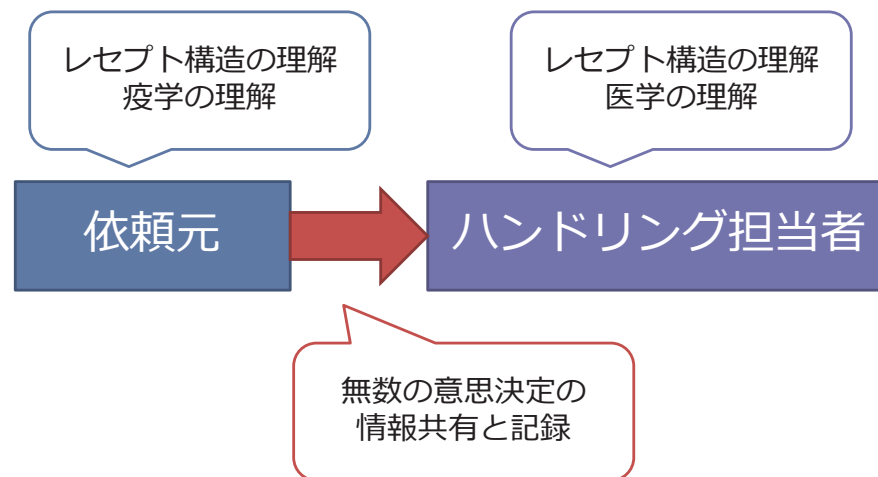 レセプト構造の理解
疫学の理解
レセプト構造の理解
医学の理解
依頼元
ハンドリング担当者
無数の意思決定の
情報共有と記録